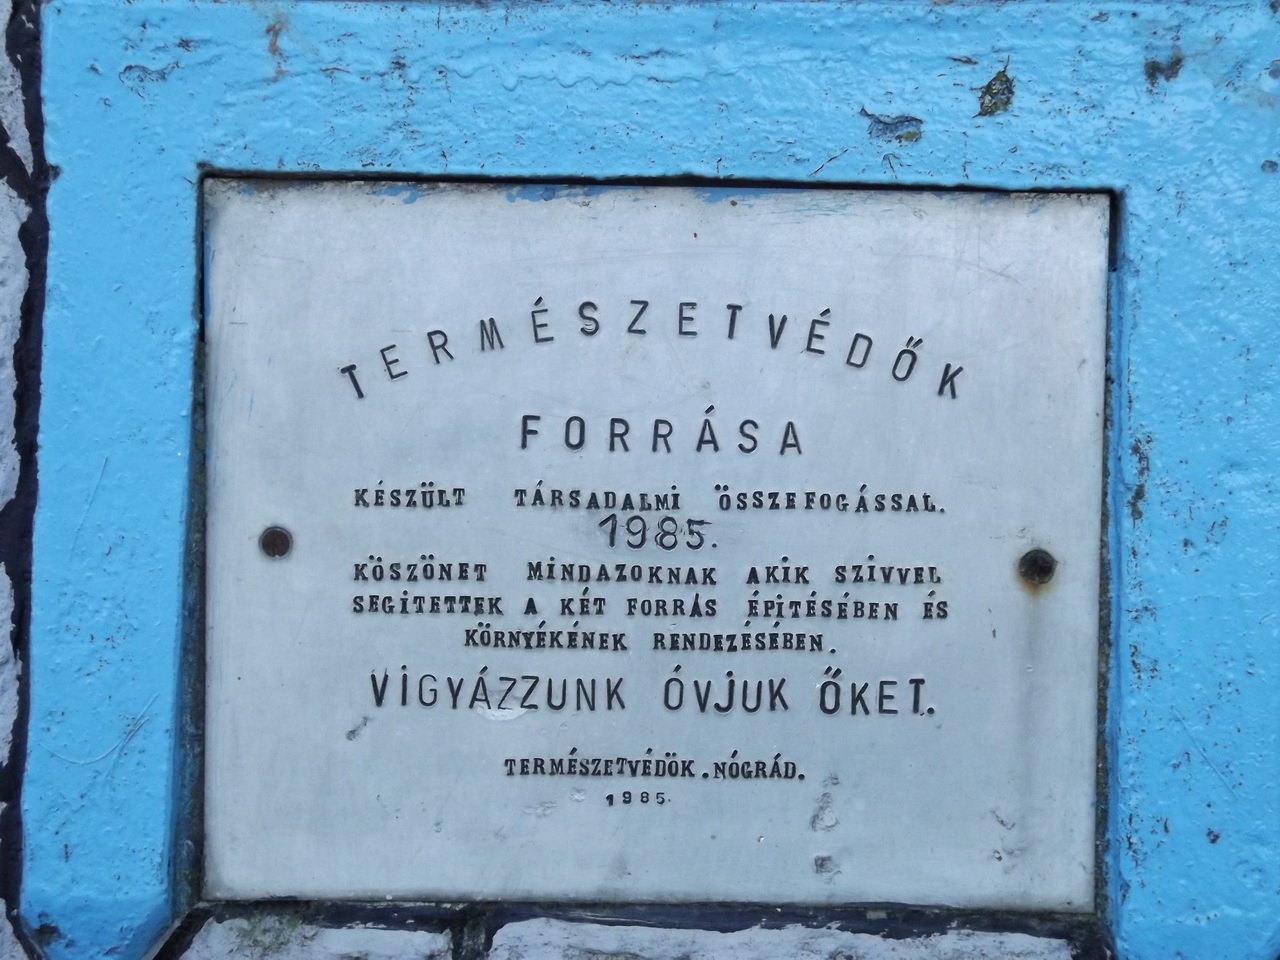 TERMÉSZETVÉDŐK
FORRÁSA
KÉSZÜLT TÁRSADALMI ÖSSZEFOGÁSSAL.
1985.
KÖSZÖNET MINDAZOKNAK AKIK SZIVVEL
SEGITETTEK A KÉT FORRÁS ÉPITÉSÉBEN ÉS
KÖRNYÉKÉNEK RENDEZÉSÉBEN.
VIGYÁZZUNK ÓVJUK ŐKET.
TERMÉSZETVÉDÖK.NÓGRÁD.
1985.